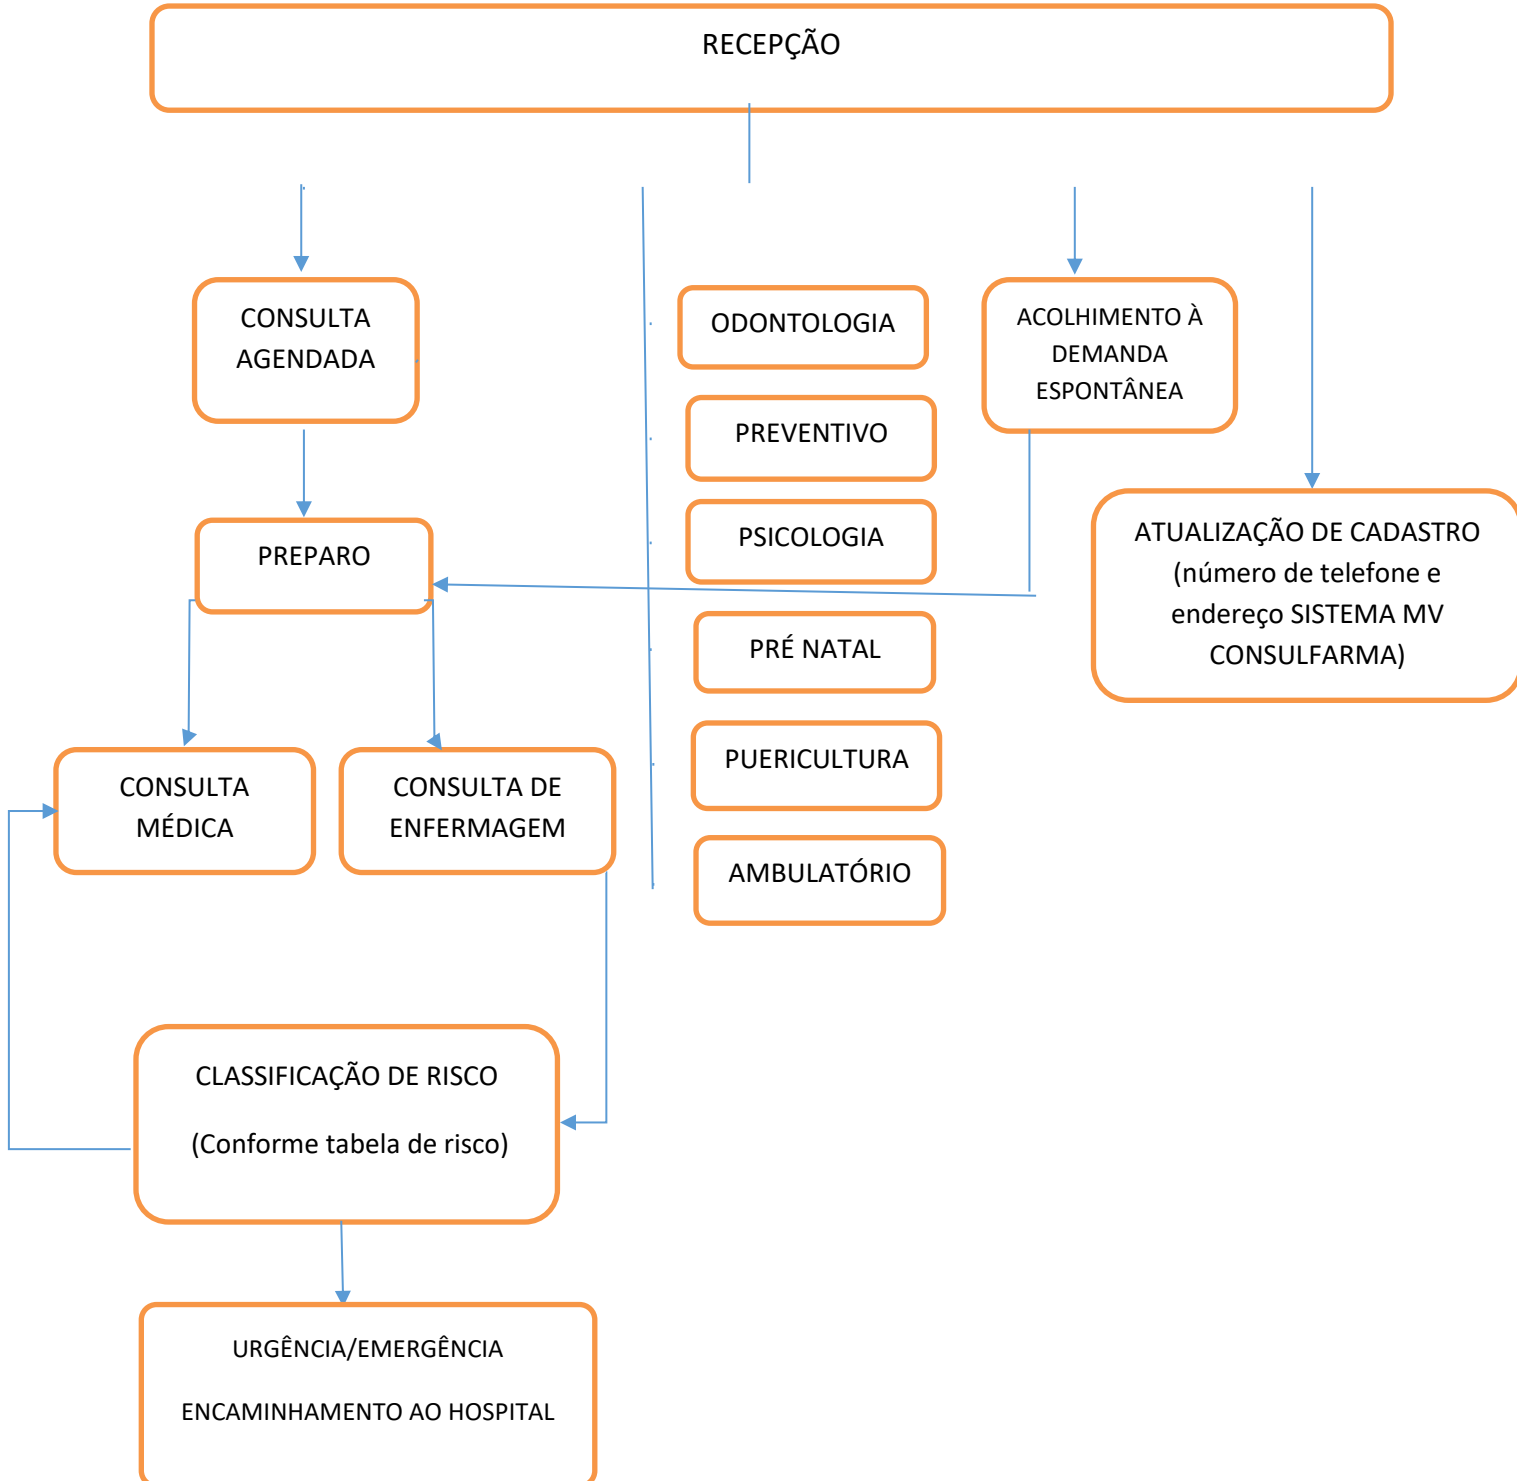 RECEPÇÃO
CONSULTA
AGENDADA
ODONTOLOGIA
ACOLHIMENTO À
DEMANDA
ESPONTÂNEA
PREVENTIVO
PSICOLOGIA
ATUALIZAÇÃO DE CADASTRO
(número de telefone e
endereço SISTEMA MV
CONSULFARMA)
PREPARO
PRÉ NATAL
PUERICULTURA
CONSULTA
MÉDICA
CONSULTA DE
ENFERMAGEM
AMBULATÓRIO
CLASSIFICAÇÃO DE RISCO
(Conforme tabela de risco)
URGÊNCIA/EMERGÊNCIA
ENCAMINHAMENTO AO HOSPITAL